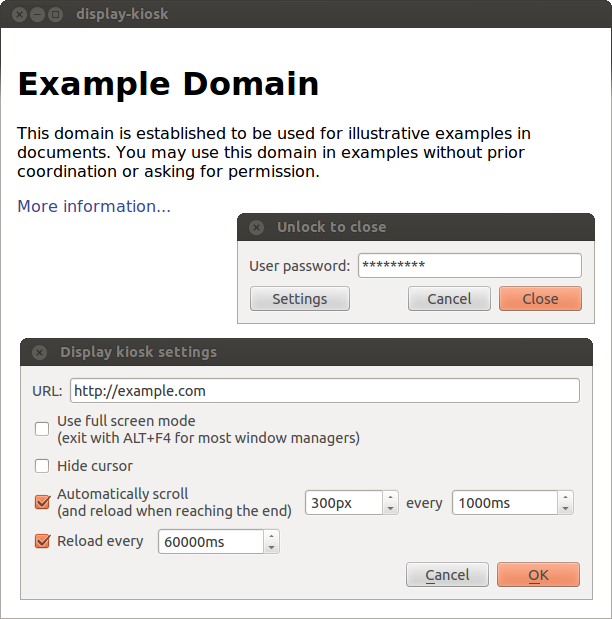 display-kiosk
Example Domain
This domain is established to be used for illustrative examples in
documents. You may use this domain in examples without prior
coordination or asking for permission.
More information...
Unlock to close
User password: *********
Settings Cancel Close
Display kiosk settings
URL: http://example.com
Use full screen mode
(exit with ALT+F4 for most window managers)
Hide cursor
Automatically scroll
(and reload when reaching the end) 300px every 1000ms
Reload every 60000ms
Cancel OK